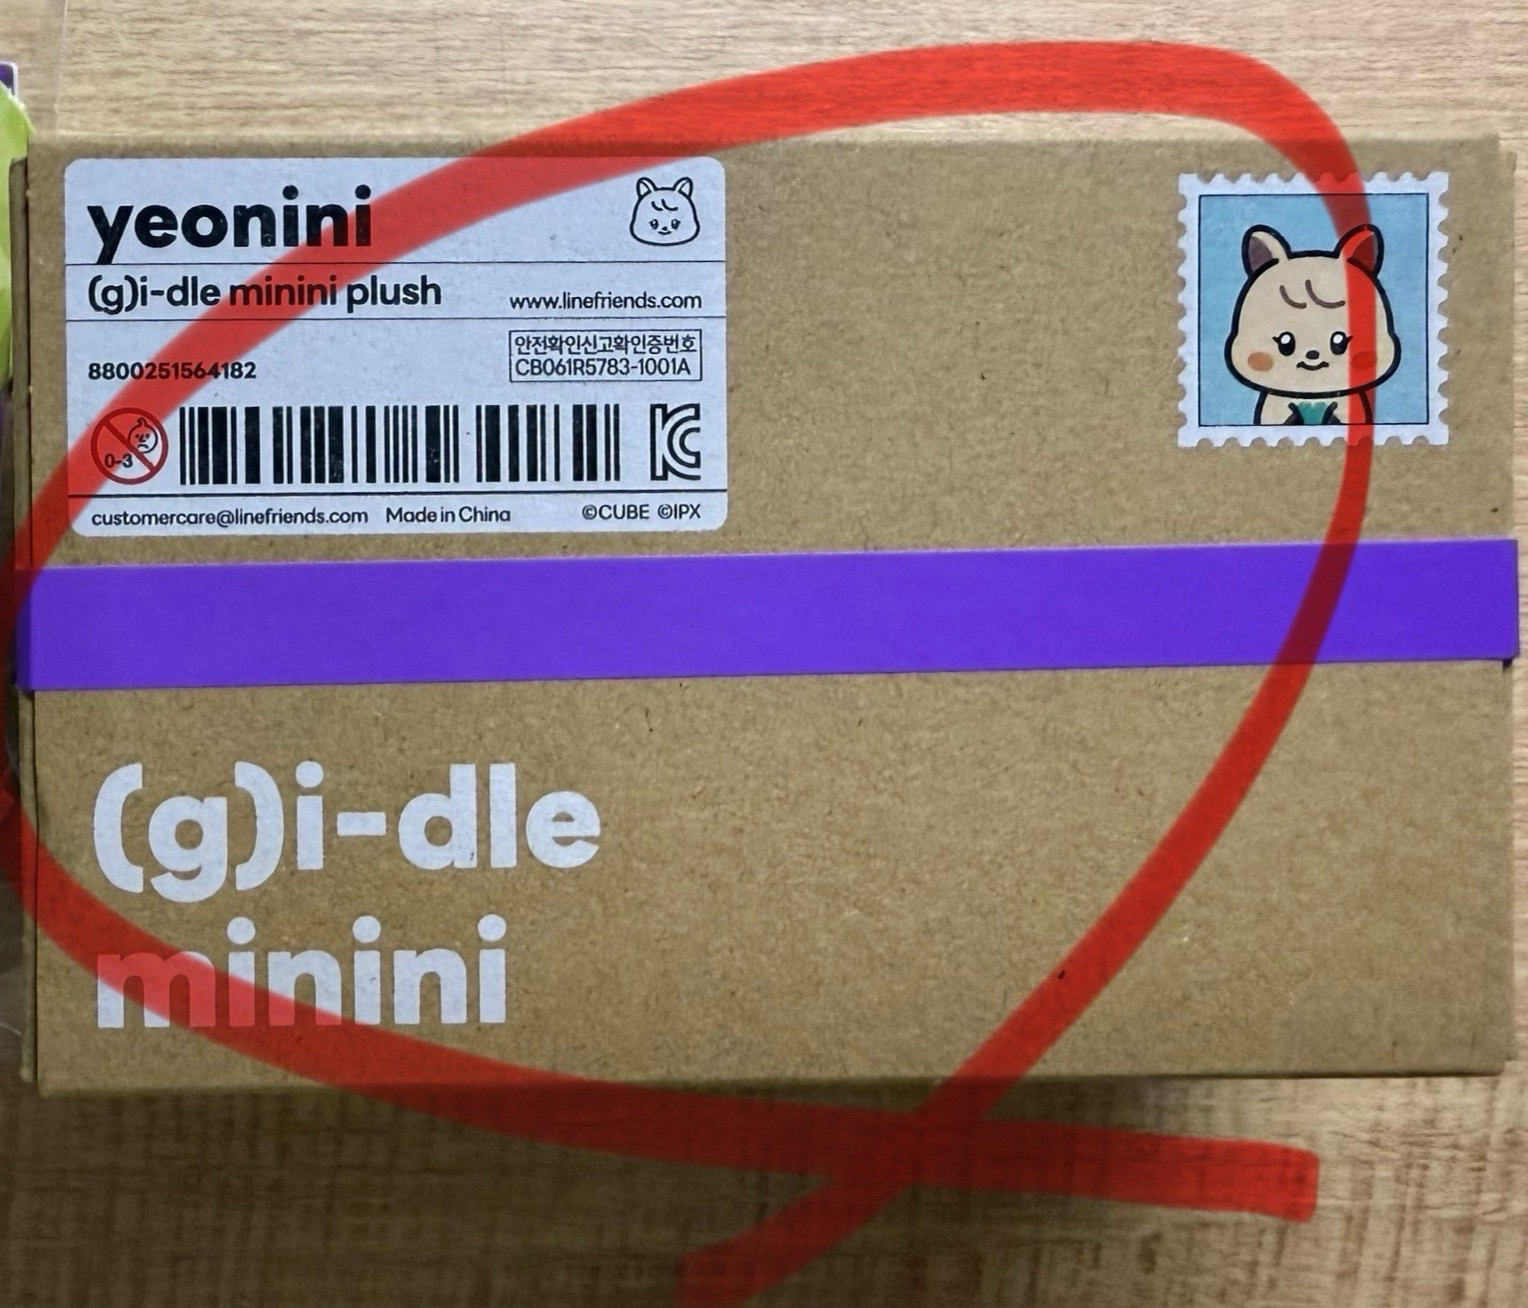 yeonini
(g)i-dle minini plush
www.linefriends.com
8800251564182
안전확인신고확인증번호
CB061R5783-1001A
0-3
customercare@linefriends.com Made in China ©CUBE ©IPX
(g)i-dle
minini